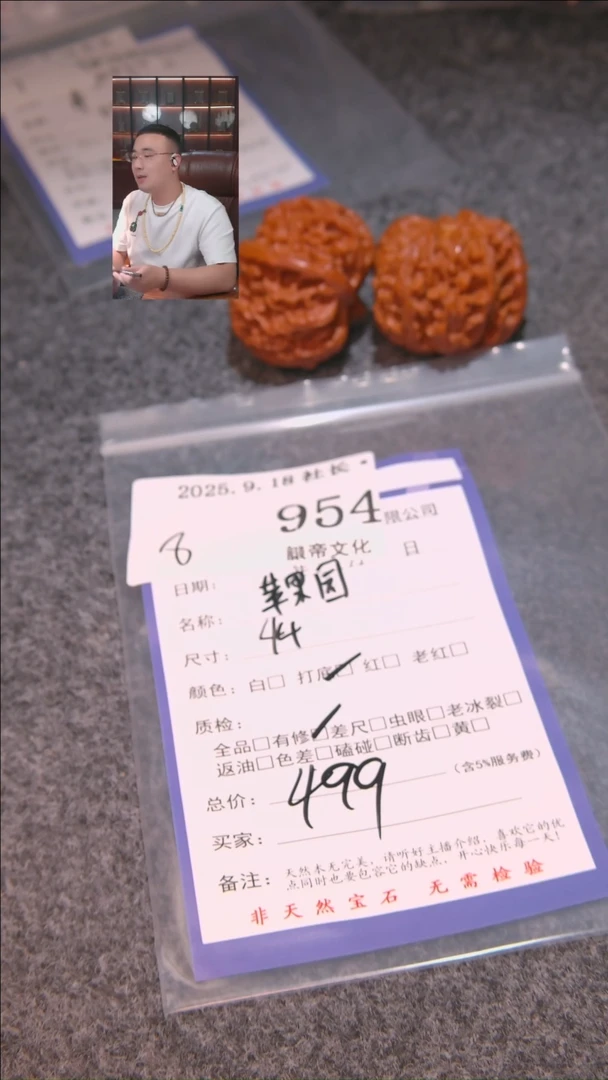 2025.9.18 社长
954
8
限公司
麒帝文化
日
日期:
苹果园
名称:
44
尺寸:
颜色: 白□ 打底□ 红□ 老红□
质检:
全品□有修□差尺□虫眼□老冰裂□
返油□色差□磕碰□断齿□黄□
总价: 499 (含5%服务费)
买家:
备注: 天然本无完美, 请听好主播介绍, 喜欢它的优
点同时也要包容它的缺点, 开心快乐每一天!
非天然宝石 无需检验